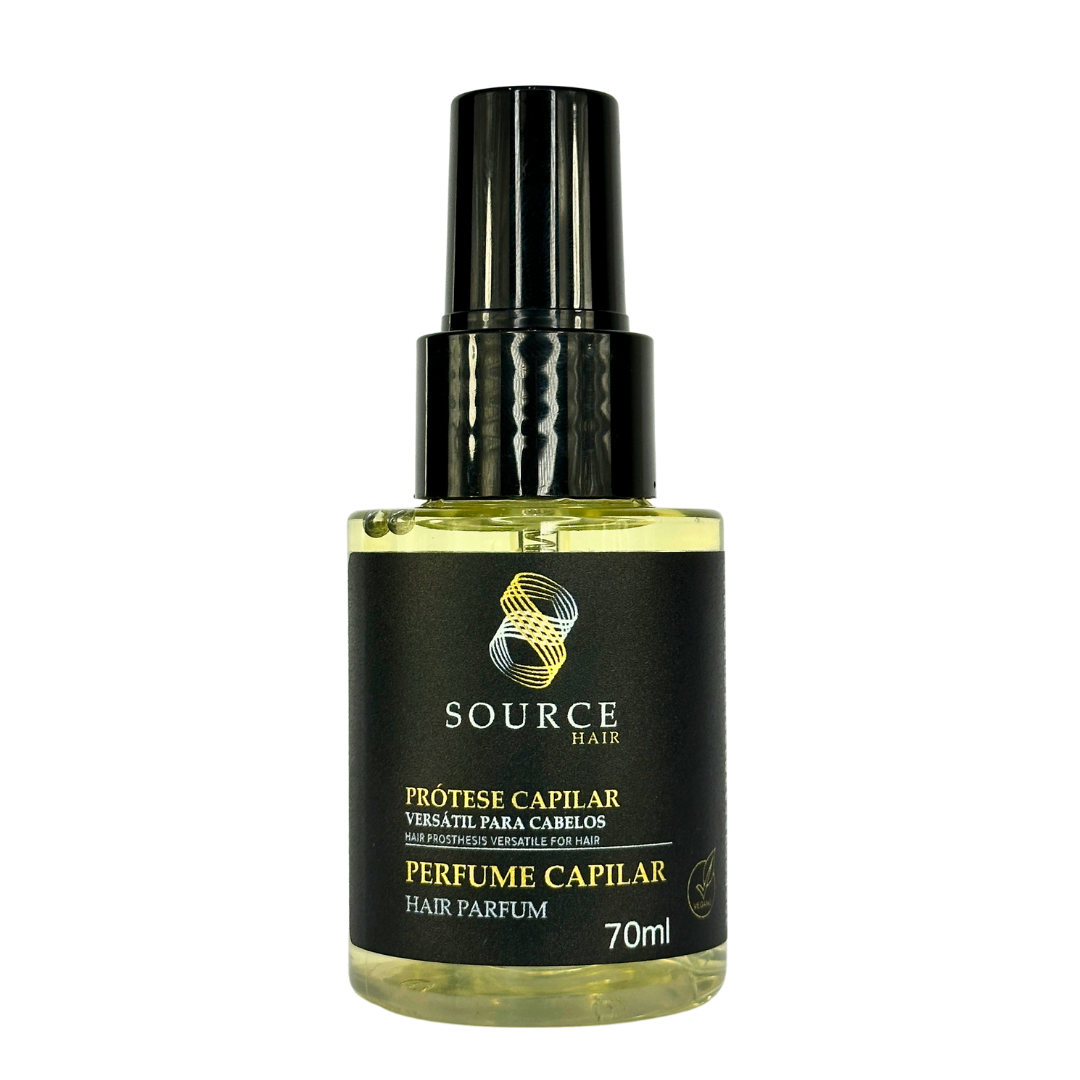 SOURCE
HAIR
PRÓTESE CAPILAR
VERSÁTIL PARA CABELOS
HAIR PROSTHESIS VERSATILE FOR HAIR
PERFUME CAPILAR
HAIR PARFUM
70ml